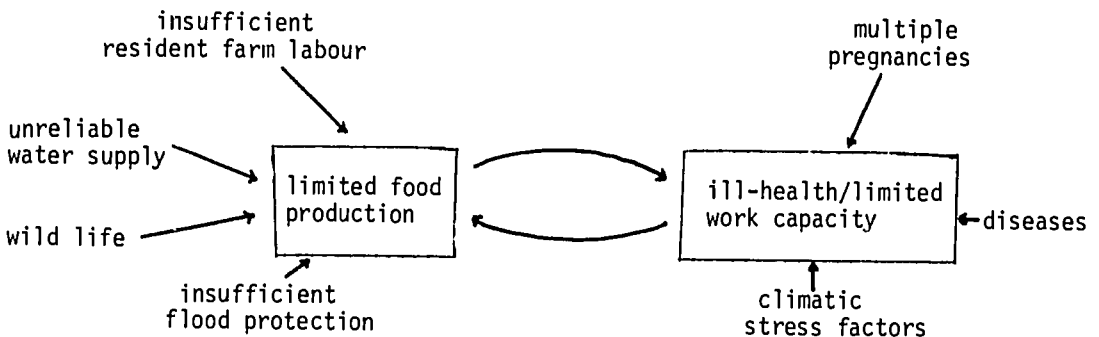 insufficient
resident farm labour
multiple
pregnancies
unreliable
water supply
limited food
production
ill-health/limited
work capacity
wild life
diseases
insufficient
flood protection
climatic
stress factors